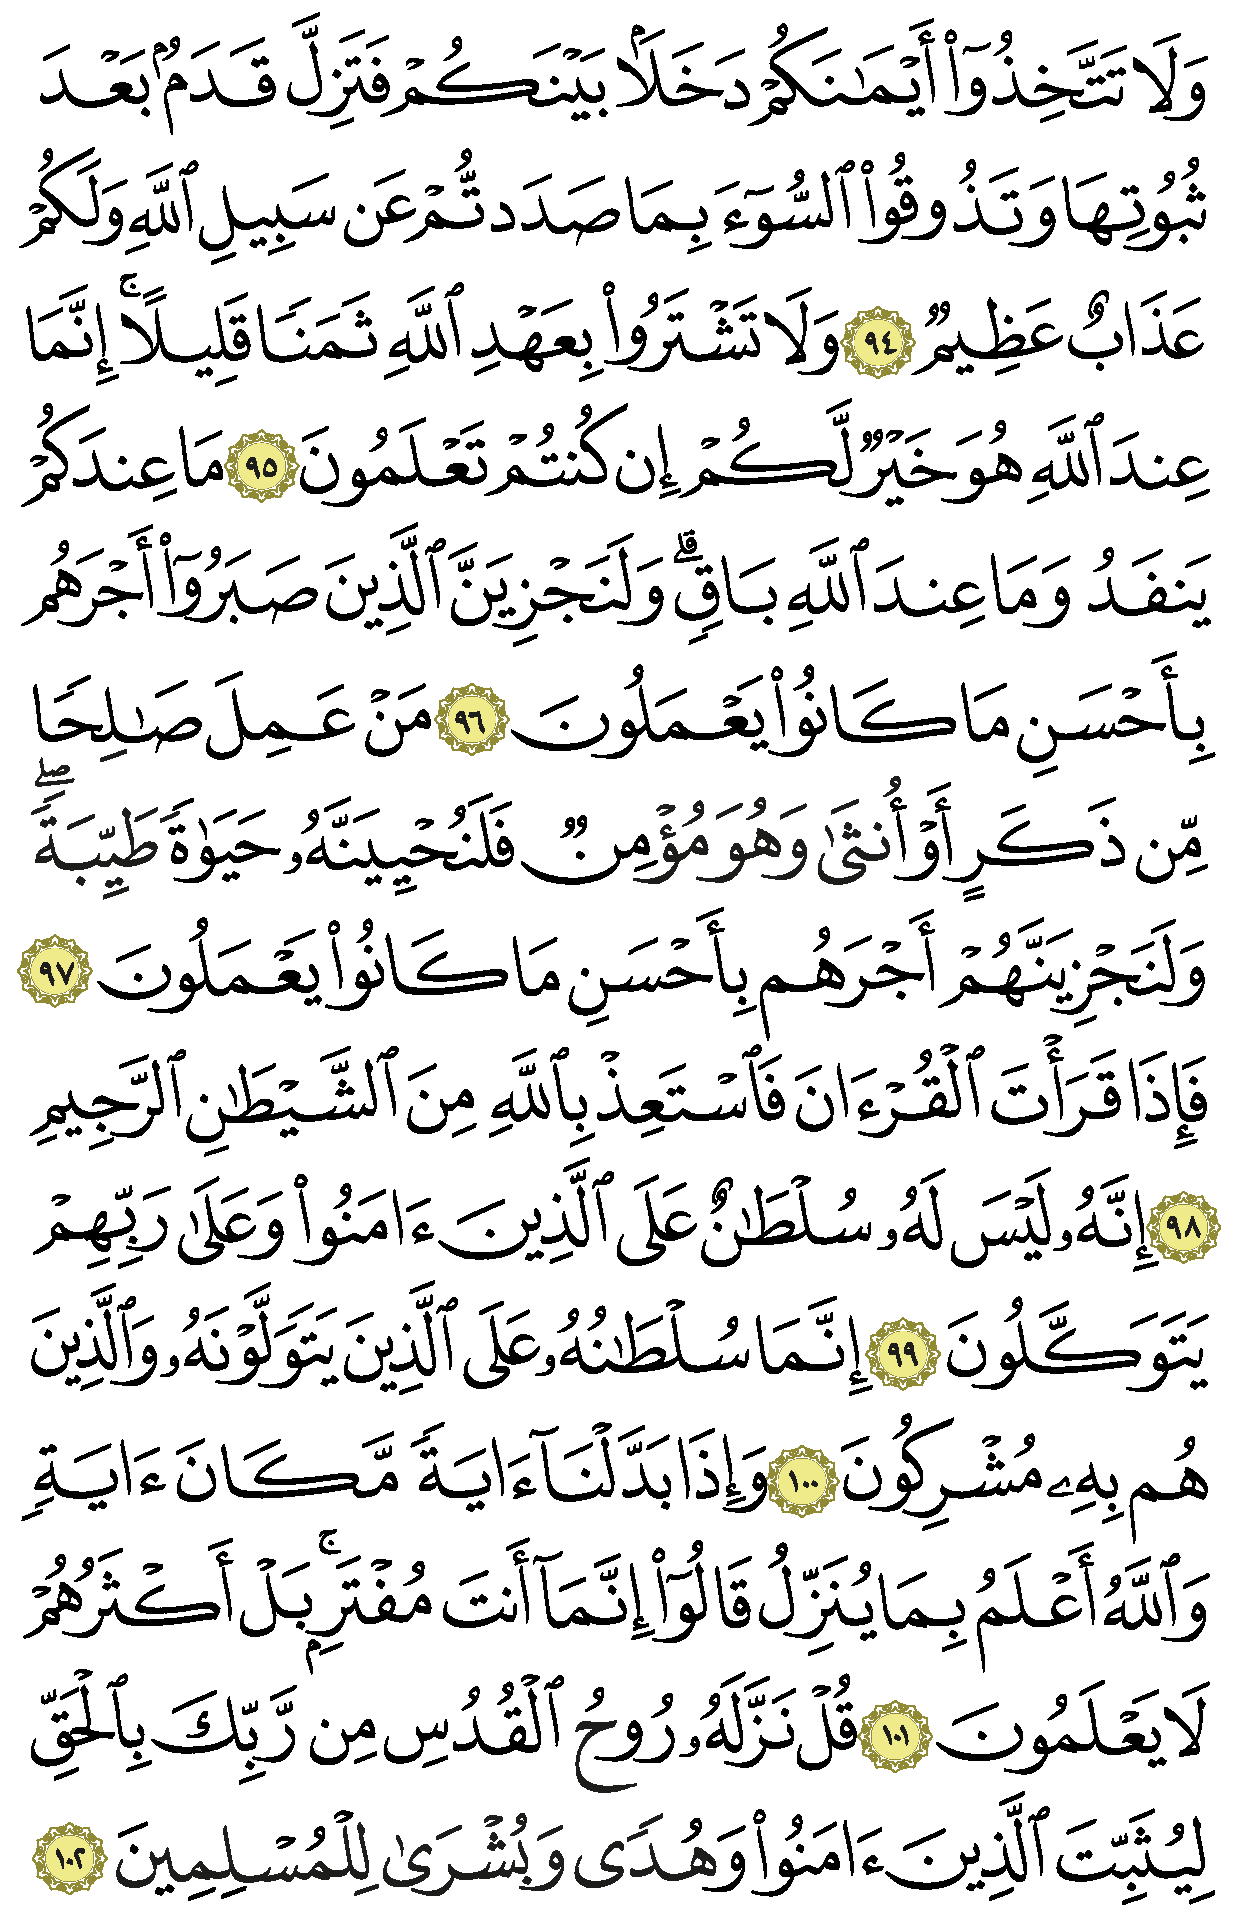 وَلَا تَتَّخِذُوٓا۟ أَيْمَـٰنَكُمْ دَخَلًۢا بَيْنَكُمْ فَتَزِلَّ قَدَمٌۢ بَعْدَ
ثُبُوتِهَا وَتَذُوقُوا۟ ٱلسُّوٓءَ بِمَا صَدَدتُّمْ عَن سَبِيلِ ٱللَّهِ وَلَكُمْ
عَذَابٌ عَظِيمٌ ٩٤ وَلَا تَشْتَرُوا۟ بِعَهْدِ ٱللَّهِ ثَمَنًا قَلِيلًا ۚ إِنَّمَا
عِندَ ٱللَّهِ هُوَ خَيْرٌ لَّكُمْ إِن كُنتُمْ تَعْلَمُونَ ٩٥ مَا عِندَكُمْ
يَنفَدُ وَمَا عِندَ ٱللَّهِ بَاقٍ ۗ وَلَنَجْزِيَنَّ ٱلَّذِينَ صَبَرُوٓا۟ أَجْرَهُم
بِأَحْسَنِ مَا كَانُوا۟ يَعْمَلُونَ ٩٦ مَنْ عَمِلَ صَـٰلِحًا
مِّن ذَكَرٍ أَوْ أُنثَىٰ وَهُوَ مُؤْمِنٌ فَلَنُحْيِيَنَّهُۥ حَيَوٰةً طَيِّبَةً ۖ
وَلَنَجْزِيَنَّهُمْ أَجْرَهُم بِأَحْسَنِ مَا كَانُوا۟ يَعْمَلُونَ ٩٧
فَإِذَا قَرَأْتَ ٱلْقُرْءَانَ فَٱسْتَعِذْ بِٱللَّهِ مِنَ ٱلشَّيْطَـٰنِ ٱلرَّجِيمِ
٩٨ إِنَّهُۥ لَيْسَ لَهُۥ سُلْطَـٰنٌ عَلَى ٱلَّذِينَ ءَامَنُوا۟ وَعَلَىٰ رَبِّهِمْ
يَتَوَكَّلُونَ ٩٩ إِنَّمَا سُلْطَـٰنُهُۥ عَلَى ٱلَّذِينَ يَتَوَلَّوْنَهُۥ وَٱلَّذِينَ
هُم بِهِۦ مُشْرِكُونَ ١٠٠ وَإِذَا بَدَّلْنَآ ءَايَةً مَّكَانَ ءَايَةٍ
وَٱللَّهُ أَعْلَمُ بِمَا يُنَزِّلُ قَالُوٓا۟ إِنَّمَآ أَنتَ مُفْتَرٍۭ ۚ بَلْ أَكْثَرُهُمْ
لَا يَعْلَمُونَ ١٠١ قُلْ نَزَّلَهُۥ رُوحُ ٱلْقُدُسِ مِن رَّبِّكَ بِٱلْحَقِّ
لِيُثَبِّتَ ٱلَّذِينَ ءَامَنُوا۟ وَهُدًى وَبُشْرَىٰ لِلْمُسْلِمِينَ ١٠٢